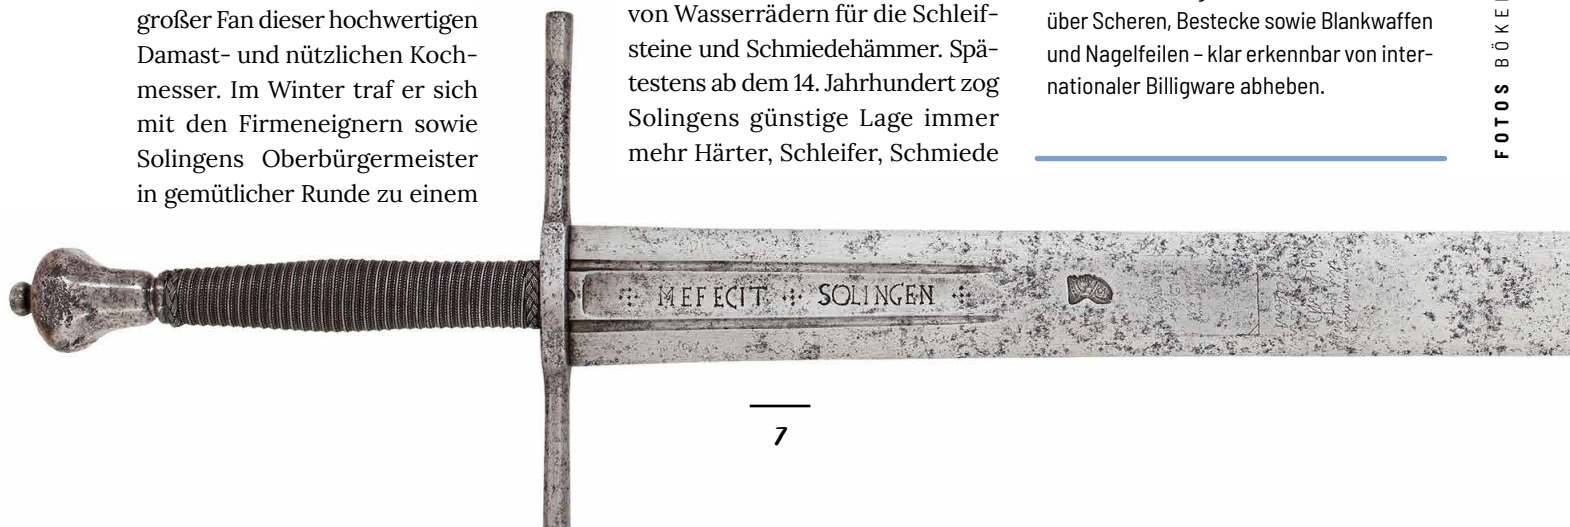 großer Fan dieser hochwertigen
Damast- und nützlichen Koch-
messer. Im Winter traf er sich
mit den Firmeneignern sowie
Solingens Oberbürgermeister
in gemütlicher Runde zu einem
von Wasserrädern für die Schleif-
steine und Schmiedehämmer. Spä-
testens ab dem 14. Jahrhundert zog
Solingens günstige Lage immer
mehr Härter, Schleifer, Schmiede
über Scheren, Bestecke sowie Blankwaffen
und Nagelfeilen – klar erkennbar von inter-
nationaler Billigware abheben.
FOTOS BÖKE
MEFECIT SOLINGEN
7